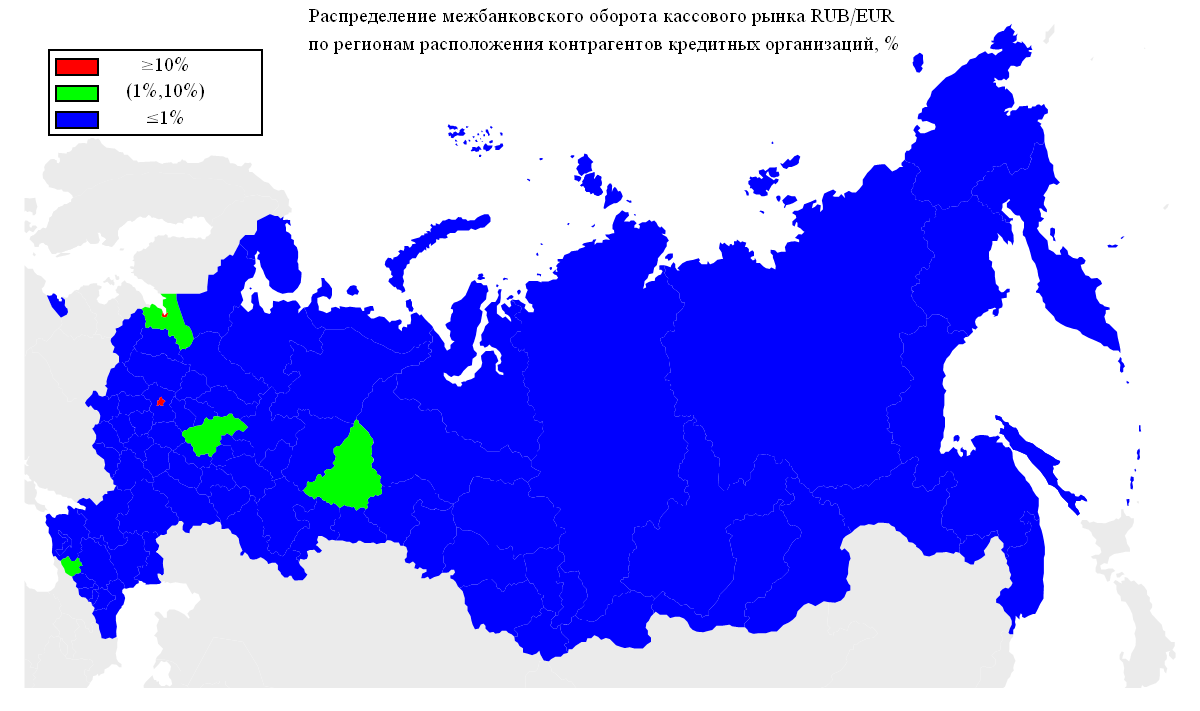 Распределение межбанковского оборота кассового рынка RUB/EUR
по регионам расположения контрагентов кредитных организаций, %
≥10%
(1%,10%)
≤1%